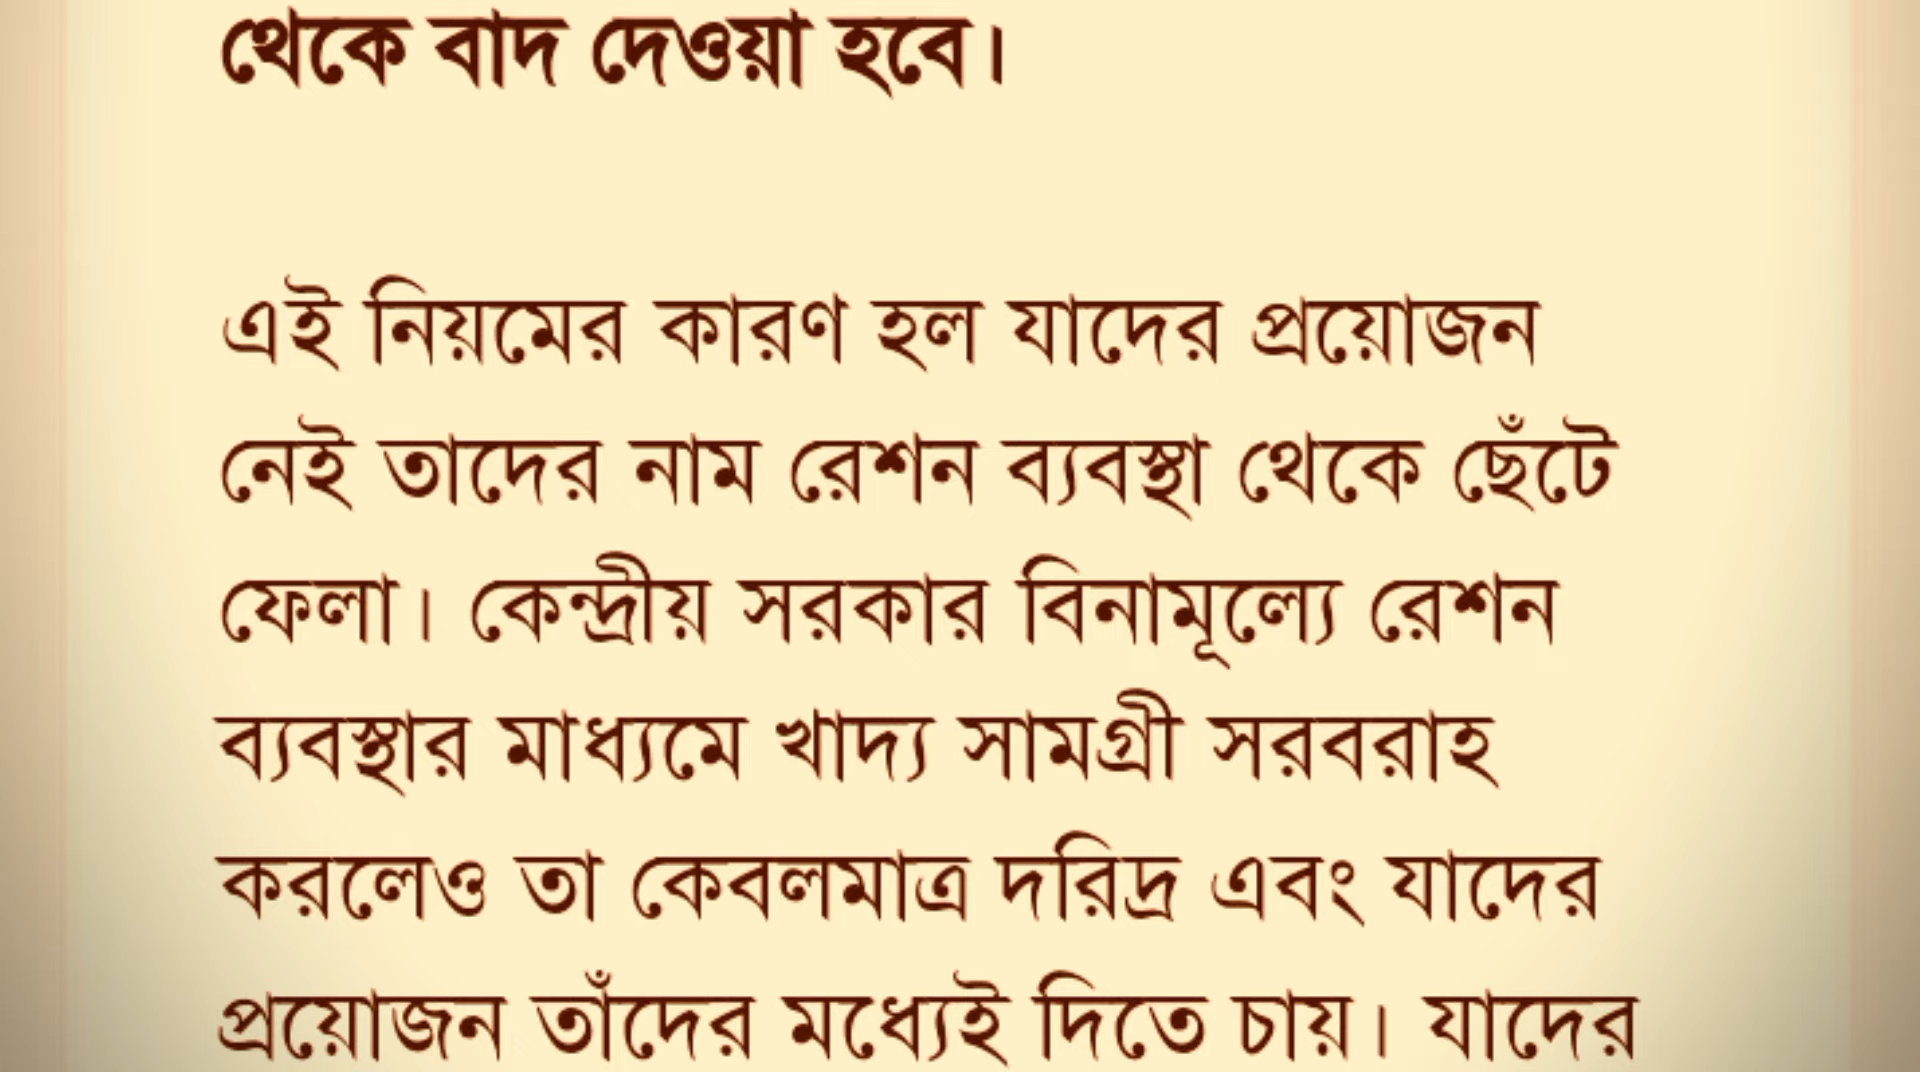 থেকে বাদ দেওয়া হবে।
এই নিয়মের কারণ হল যাদের প্রয়োজন
নেই তাদের নাম রেশন ব্যবস্থা থেকে ছেঁটে
ফেলা। কেন্দ্রীয় সরকার বিনামূল্যে রেশন
ব্যবস্থার মাধ্যমে খাদ্য সামগ্রী সরবরাহ
করলেও তা কেবলমাত্র দরিদ্র এবং যাদের
প্রয়োজন তাঁদের মধ্যেই দিতে চায়। যাদের